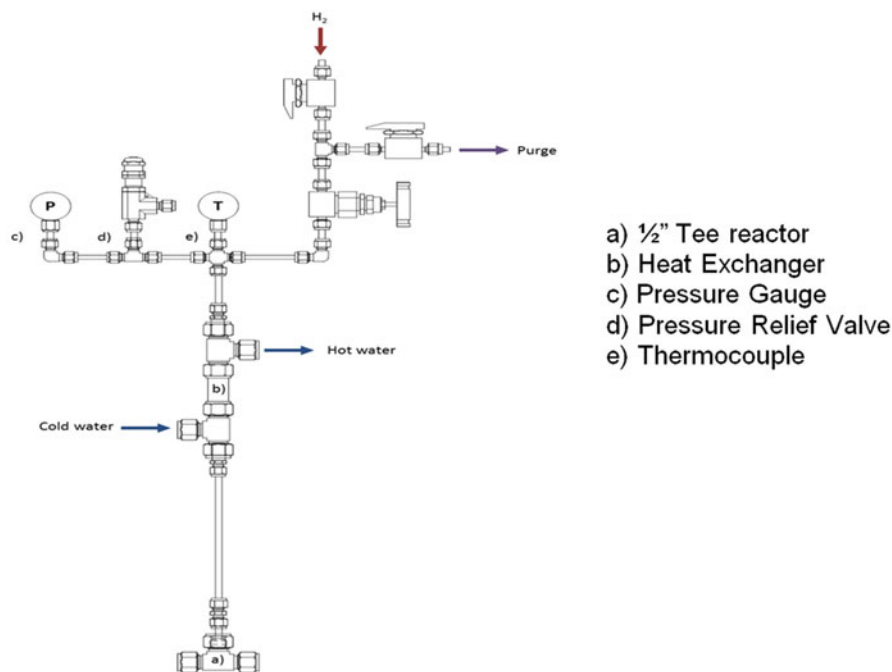 H₂
Purge
P
T
c)
d)
e)
Hot water
b)
Cold water
a)
a) ½” Tee reactor
b) Heat Exchanger
c) Pressure Gauge
d) Pressure Relief Valve
e) Thermocouple